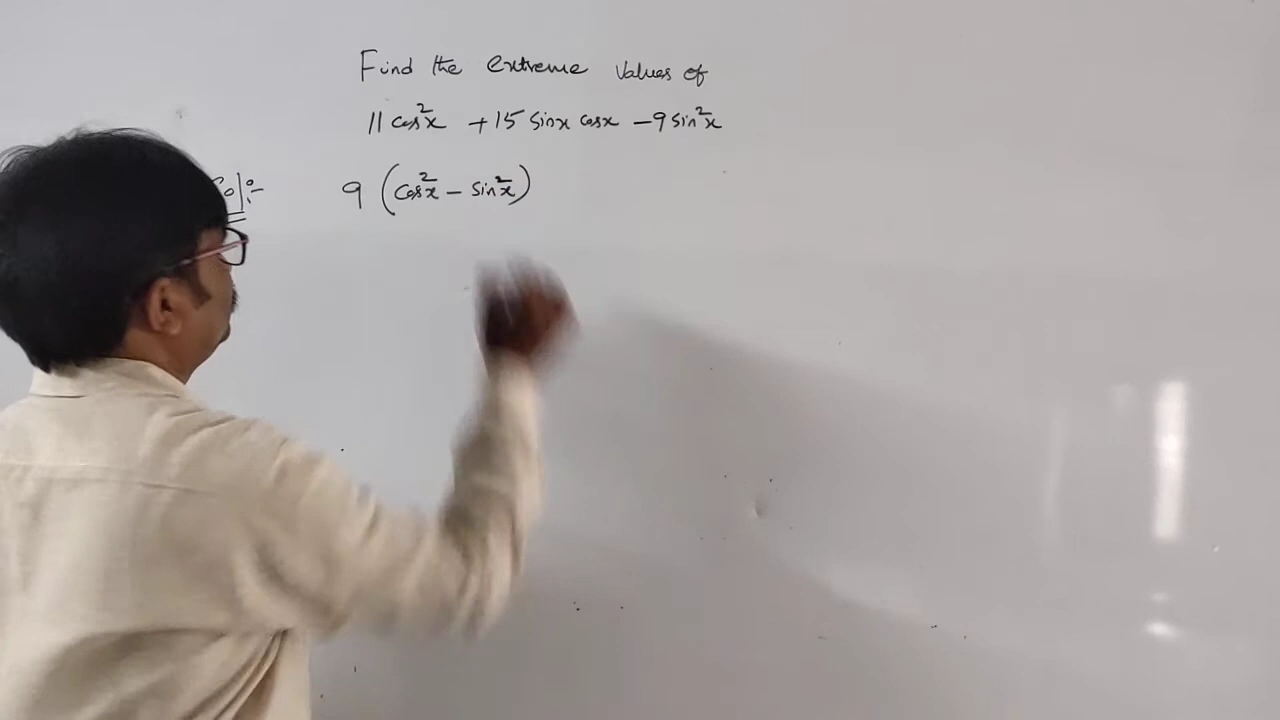 Find the extreme values of
11 cos²x + 15 sinx cosx - 9 sin²x
9 (cos²x - sin²x)